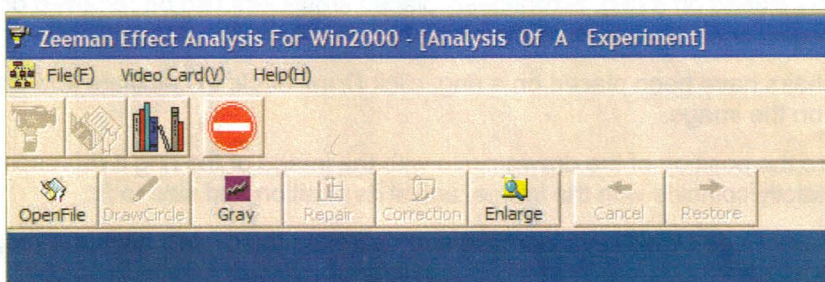 Zeeman Effect Analysis For Win2000 - [Analysis Of A Experiment]
File(F) Video Card(V) Help(H)
OpenFile DrawCircle Gray Repair Correction Enlarge Cancel Restore